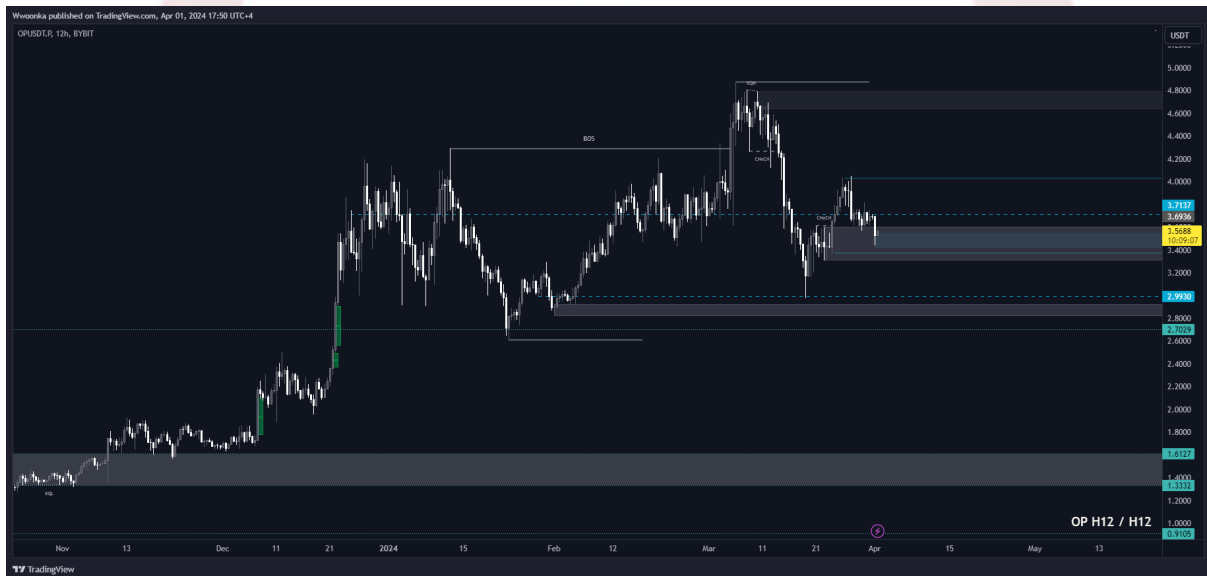 Wwoonka published on TradingView.com, Apr 01, 2024 17:50 UTC+4
OPUSDT.P, 12h, BYBIT
USDT
5.0000
4.8000
4.6000
4.4000
4.2000
4.0000
3.7137
3.6936
3.5688
10:09:07
3.4000
3.2000
2.9930
2.8000
2.7029
2.6000
2.4000
2.2000
2.0000
1.8000
1.6127
1.4000
1.3332
1.2000
1.0000
0.9105
EQH
BOS
CHoCH
CHoCH
OP H12 / H12
Nov 13 Dec 11 21 2024 15 Feb 12 Mar 11 21 Apr 15 May 13
TradingView